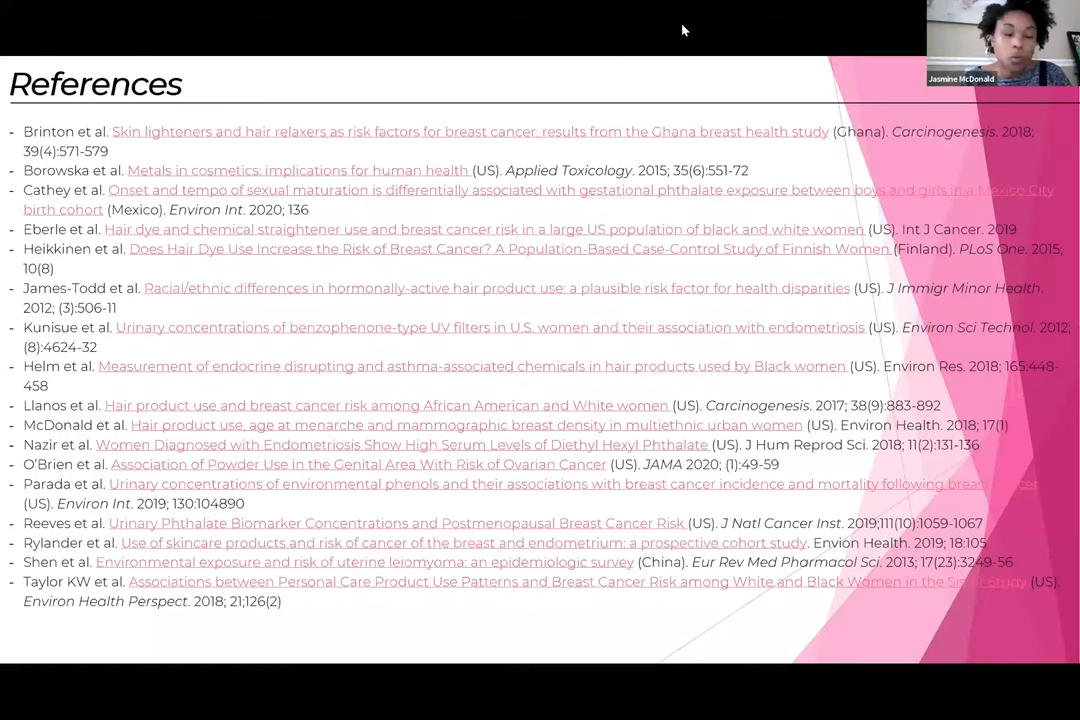 Jasmine McDonald
References
- Brinton et al. Skin lighteners and hair relaxers as risk factors for breast cancer: results from the Ghana breast health study (Ghana). Carcinogenesis. 2018;
39(4):571-579
- Borowska et al. Metals in cosmetics: implications for human health (US). Applied Toxicology. 2015; 35(6):551-72
- Cathey et al. Onset and tempo of sexual maturation is differentially associated with gestational phthalate exposure between boys and girls in a Mexico City
birth cohort (Mexico). Environ Int. 2020; 136
- Eberle et al. Hair dye and chemical straightener use and breast cancer risk in a large US population of black and white women (US). Int J Cancer. 2019
- Heikkinen et al. Does Hair Dye Use Increase the Risk of Breast Cancer? A Population-Based Case-Control Study of Finnish Women (Finland). PLoS One. 2015;
10(8)
- James-Todd et al. Racial/ethnic differences in hormonally-active hair product use: a plausible risk factor for health disparities (US). J Immigr Minor Health.
2012; (3):506-11
- Kunisue et al. Urinary concentrations of benzophenone-type UV filters in U.S. women and their association with endometriosis (US). Environ Sci Technol. 2012;
(8):4624-32
- Helm et al. Measurement of endocrine disrupting and asthma-associated chemicals in hair products used by Black women (US). Environ Res. 2018; 165:448-
458
- Llanos et al. Hair product use and breast cancer risk among African American and White women (US). Carcinogenesis. 2017; 38(9):883-892
- McDonald et al. Hair product use, age at menarche and mammographic breast density in multiethnic urban women (US). Environ Health. 2018; 17(1)
- Nazir et al. Women Diagnosed with Endometriosis Show High Serum Levels of Diethyl Hexyl Phthalate (US). J Hum Reprod Sci. 2018; 11(2):131-136
- O'Brien et al. Association of Powder Use in the Genital Area With Risk of Ovarian Cancer (US). JAMA 2020; (1):49-59
- Parada et al. Urinary concentrations of environmental phenols and their associations with breast cancer incidence and mortality following breast cancer
(US). Environ Int. 2019; 130:104890
- Reeves et al. Urinary Phthalate Biomarker Concentrations and Postmenopausal Breast Cancer Risk (US). J Natl Cancer Inst. 2019;111(10):1059-1067
- Rylander et al. Use of skincare products and risk of cancer of the breast and endometrium: a prospective cohort study. Envion Health. 2019; 18:105
- Shen et al. Environmental exposure and risk of uterine leiomyoma: an epidemiologic survey (China). Eur Rev Med Pharmacol Sci. 2013; 17(23):3249-56
- Taylor KW et al. Associations between Personal Care Product Use Patterns and Breast Cancer Risk among White and Black Women in the Sister Study (US).
Environ Health Perspect. 2018; 21;126(2)